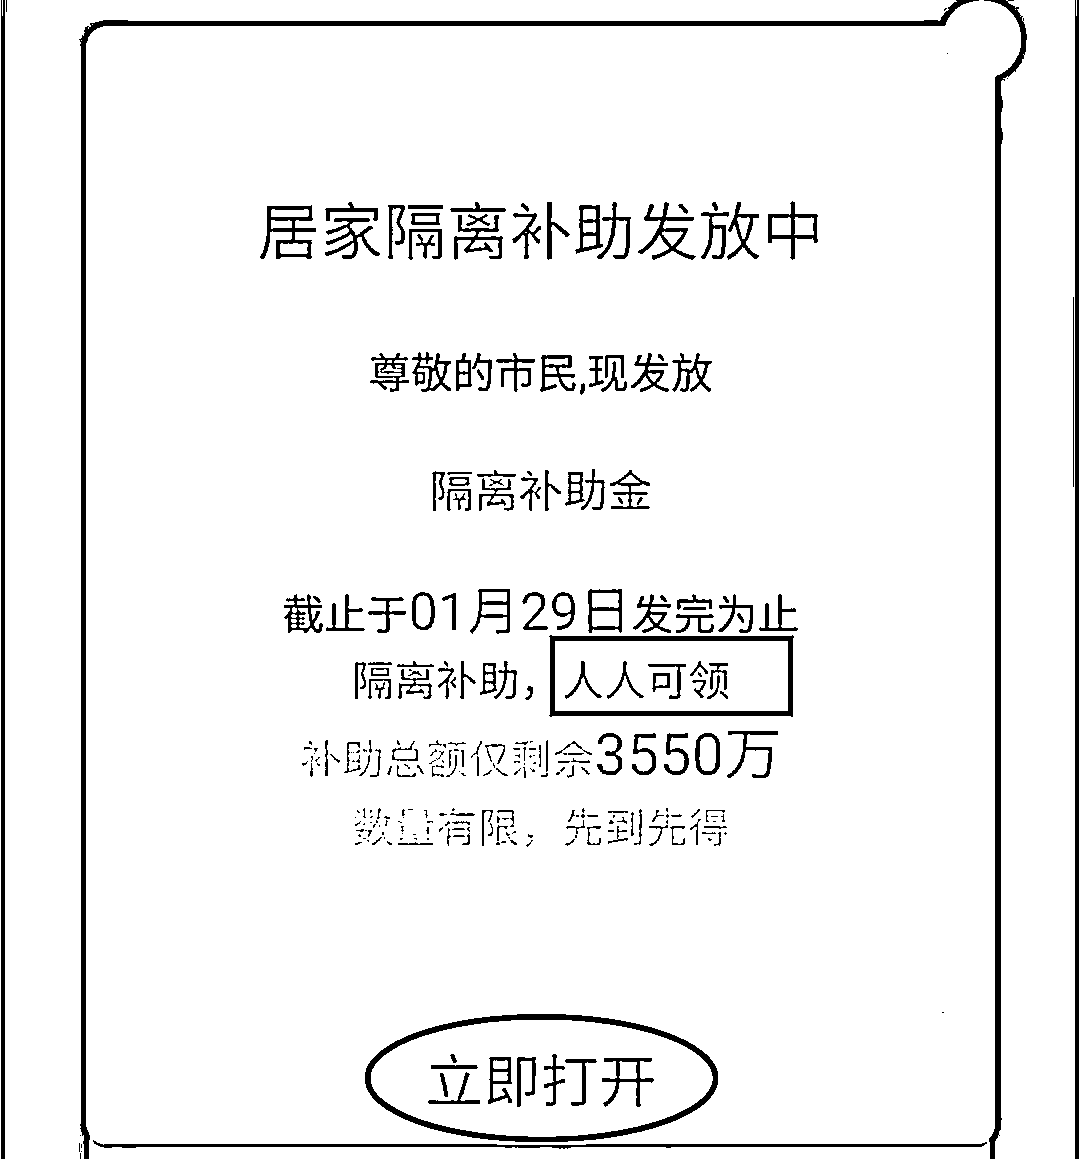 居家隔离补助发放中
尊敬的市民,现发放
隔离补助金
截止于01月29日发完为止
隔离补助，人人可领
补助总额仅剩余3550万
数量有限，先到先得
立即打开